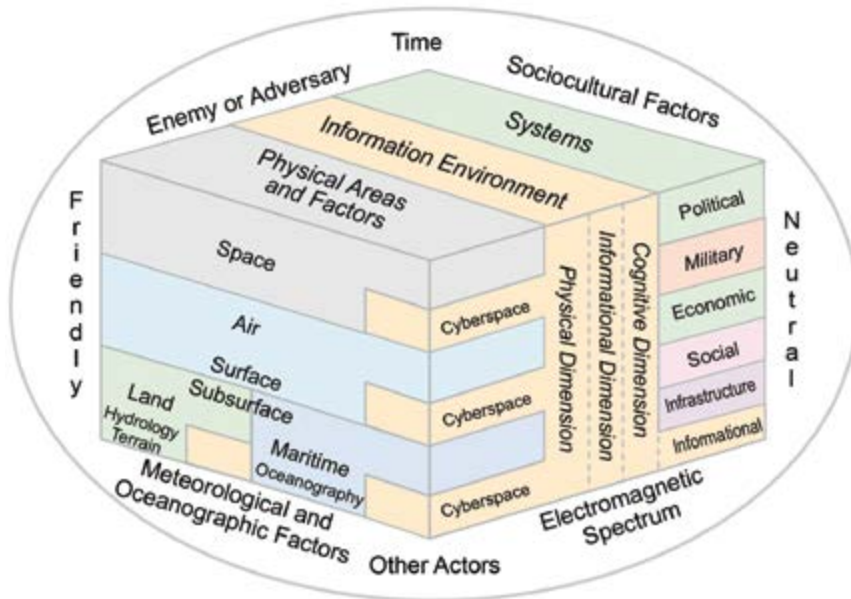 Time
Enemy or Adversary
Sociocultural Factors
Systems
Information Environment
Physical Areas
and Factors
Friendly
Neutral
Space
Air
Surface
Subsurface
Land
Hydrology
Terrain
Maritime
Oceanography
Cyberspace
Cyberspace
Cyberspace
Physical Dimension
Informational Dimension
Cognitive Dimension
Political
Military
Economic
Social
Infrastructure
Informational
Meteorological and
Oceanographic Factors
Electromagnetic
Spectrum
Other Actors